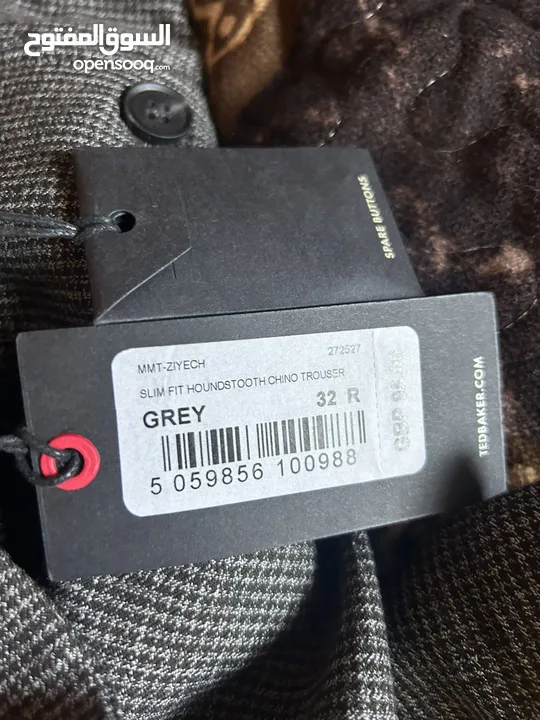 السوق المفتوح
opensooq.com
SPARE BUTTONS
MMT-ZIYECH 272527
SLIM FIT HOUNDSTOOTH CHINO TROUSER
GREY 32 R
5 059856 100988
TEDBAKER.COM